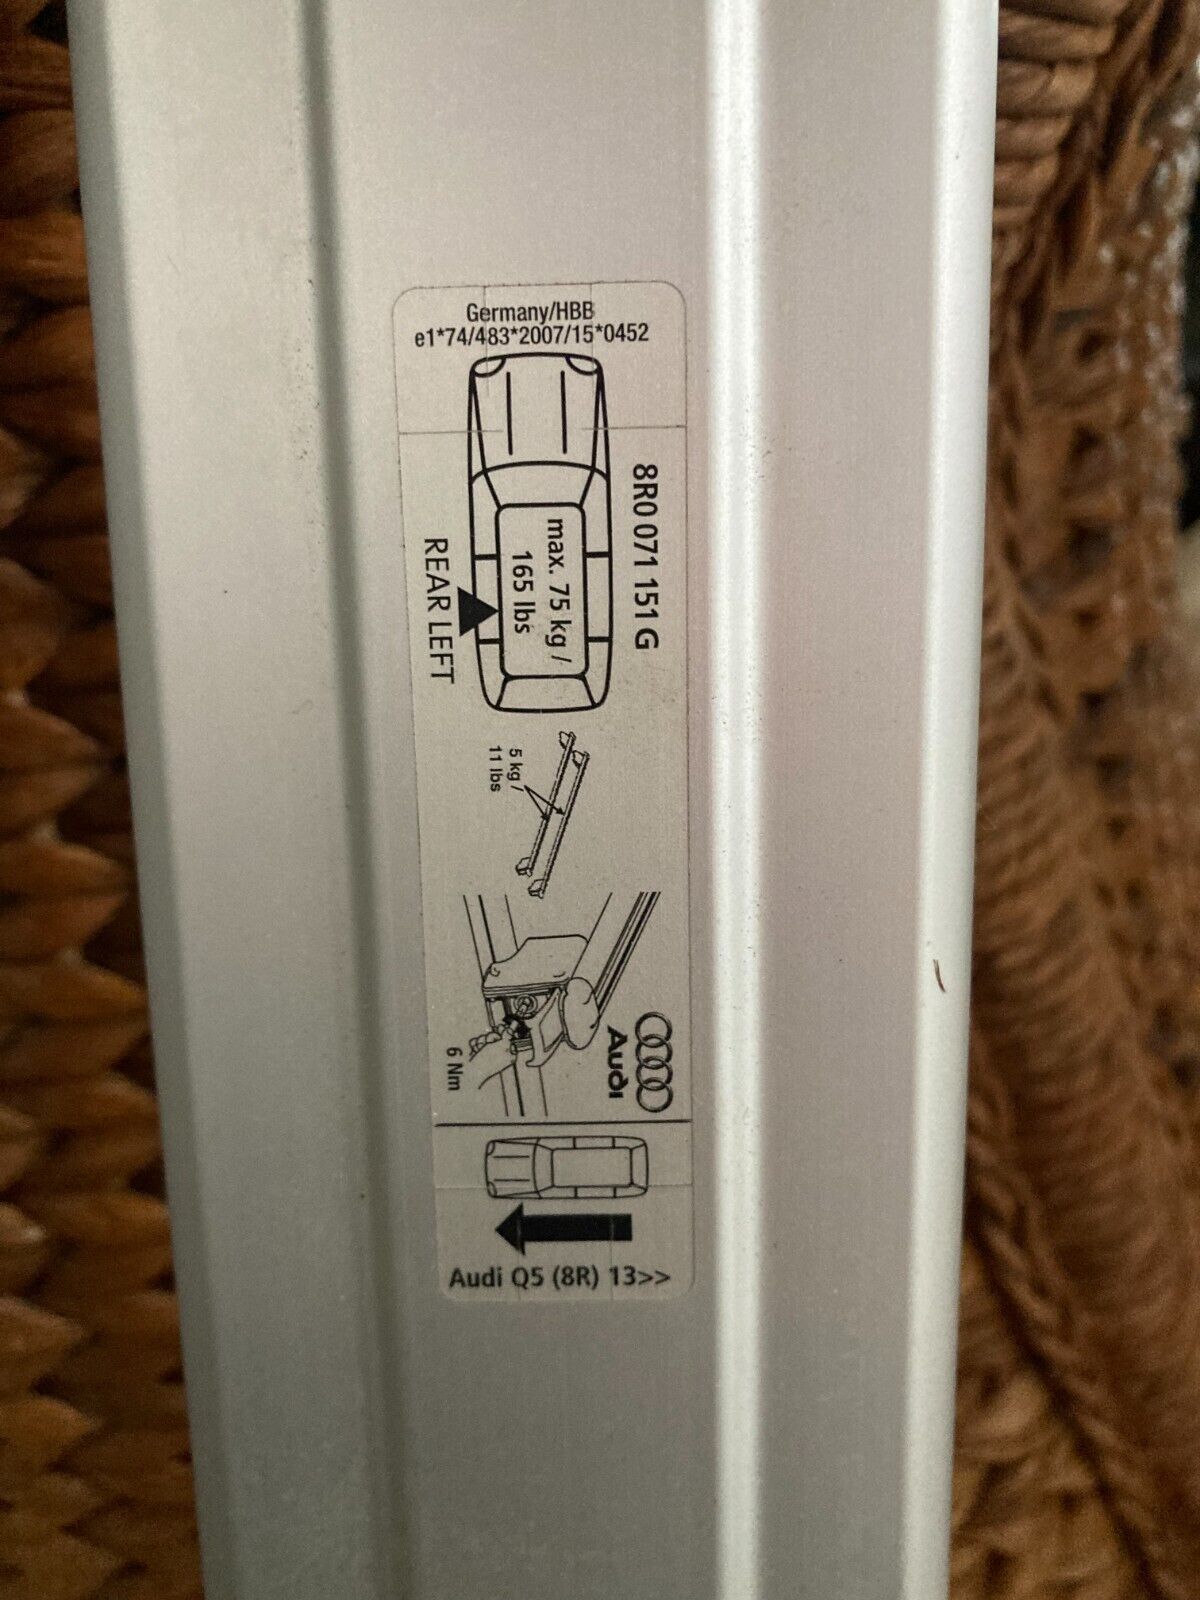 Germany/HBB
e1*74/483*2007/15*0452
8R0 071 151 G
max. 75 kg /
165 lbs
REAR LEFT
5 kg /
11 lbs
Audi
6 Nm
Audi Q5 (8R) 13>>